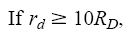 If r_d ≥ 10R_D,